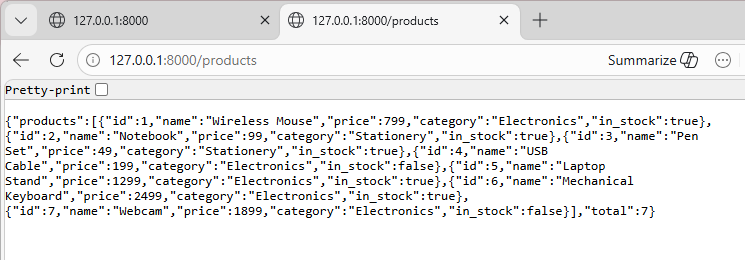 127.0.0.1:8000
127.0.0.1:8000/products
127.0.0.1:8000/products
Summarize
Pretty-print
{"products":[{"id":1,"name":"Wireless Mouse","price":799,"category":"Electronics","in_stock":true},
{"id":2,"name":"Notebook","price":99,"category":"Stationery","in_stock":true},{"id":3,"name":"Pen
Set","price":49,"category":"Stationery","in_stock":true},{"id":4,"name":"USB
Cable","price":199,"category":"Electronics","in_stock":false},{"id":5,"name":"Laptop
Stand","price":1299,"category":"Electronics","in_stock":true},{"id":6,"name":"Mechanical
Keyboard","price":2499,"category":"Electronics","in_stock":true},
{"id":7,"name":"Webcam","price":1899,"category":"Electronics","in_stock":false}],"total":7}